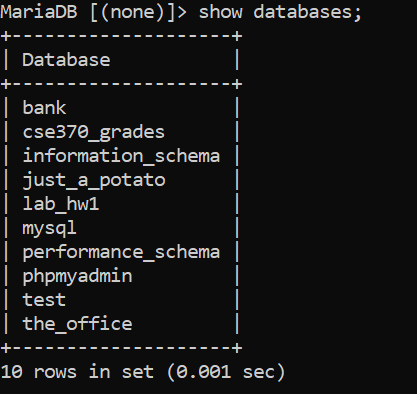 MariaDB [(none)]> show databases;
+--------------------+
| Database           |
+--------------------+
| bank               |
| cse370_grades      |
| information_schema |
| just_a_potato      |
| lab_hw1            |
| mysql              |
| performance_schema |
| phpmyadmin         |
| test               |
| the_office         |
+--------------------+
10 rows in set (0.001 sec)